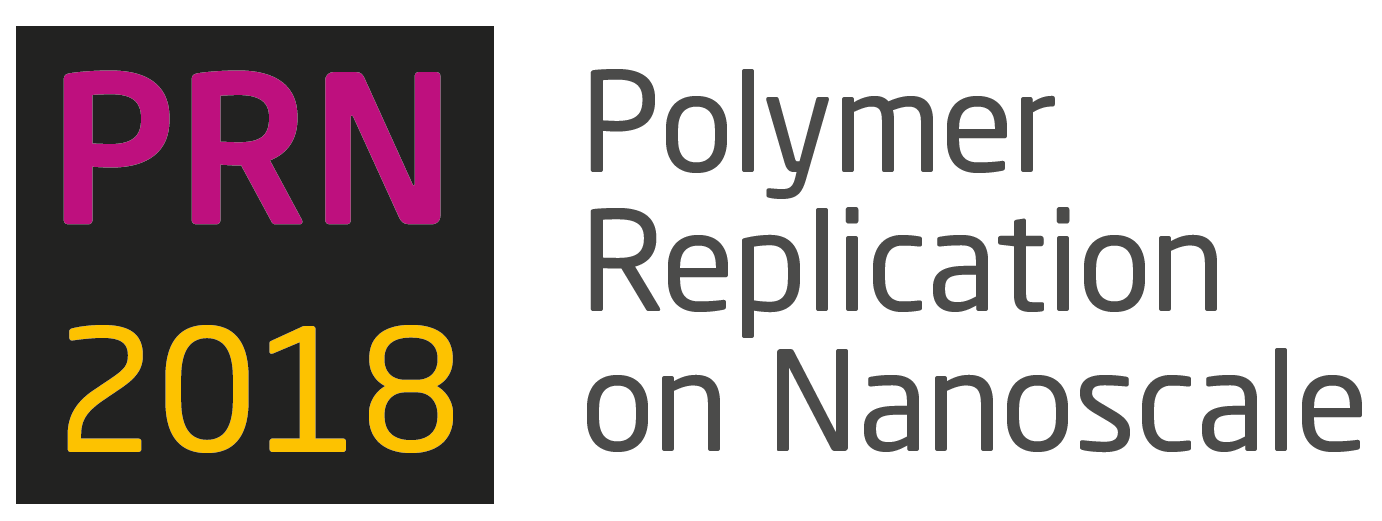 PRN
2018
Polymer
Replication
on Nanoscale